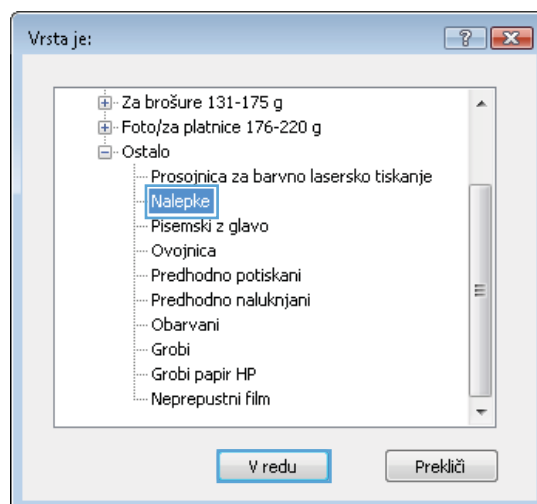 Vrsta je:
Za brošure 131-175 g
Foto/za platnice 176-220 g
Ostalo
Prosojnica za barvno lasersko tiskanje
Nalepke
Pisemski z glavo
Ovojnica
Predhodno potiskani
Predhodno naluknjani
Obarvani
Grobi
Grobi papir HP
Neprepustni film
V redu Prekliči